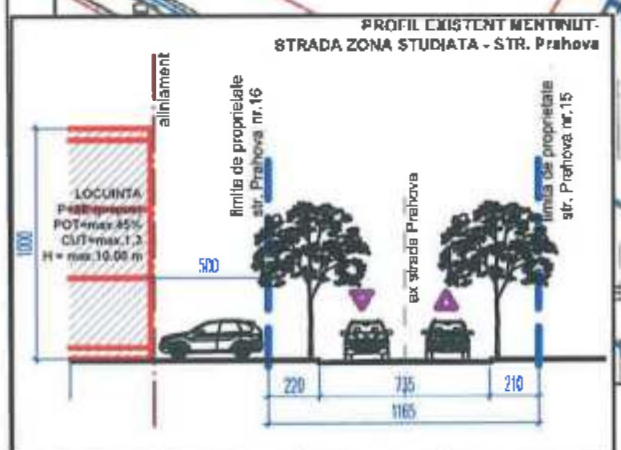 PROFIL EXISTENT MENTINUT-
STRADA ZONA STUDIATA - STR. Prahova
aliniament
limita de proprietate
str. Prahova nr.16
ax strada Prahova
limita de proprietate
str. Prahova nr.15
LOCUINTA
POT=max.45%
CUT=max.1,3
H = max.10.00 m
1000
500
220
735
210
1165